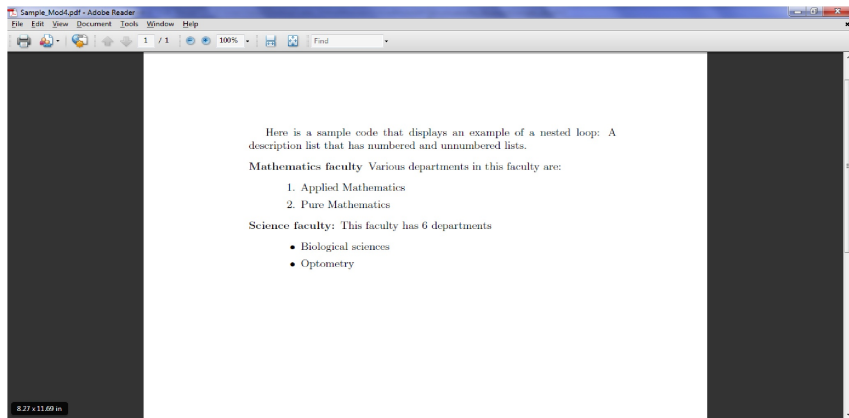 Sample_Mod4.pdf - Adobe Reader
File Edit View Document Tools Window Help
1 / 1 100% Find
Here is a sample code that displays an example of a nested loop: A
description list that has numbered and unnumbered lists.
Mathematics faculty Various departments in this faculty are:
1. Applied Mathematics
2. Pure Mathematics
Science faculty: This faculty has 6 departments
• Biological sciences
• Optometry
8.27 x 11.69 in